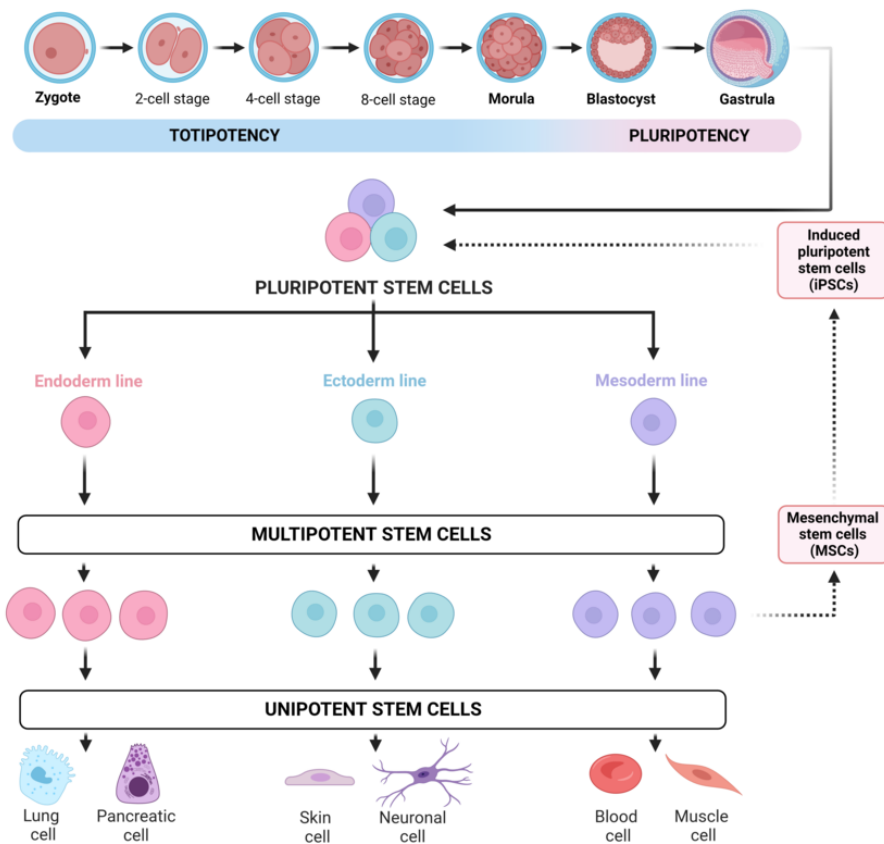 Zygote
2-cell stage
4-cell stage
8-cell stage
Morula
Blastocyst
Gastrula
TOTIPOTENCY
PLURIPOTENCY
Induced
pluripotent
stem cells
(iPSCs)
PLURIPOTENT STEM CELLS
Endoderm line
Ectoderm line
Mesoderm line
Mesenchymal
stem cells
(MSCs)
MULTIPOTENT STEM CELLS
UNIPOTENT STEM CELLS
Lung
cell
Pancreatic
cell
Skin
cell
Neuronal
cell
Blood
cell
Muscle
cell